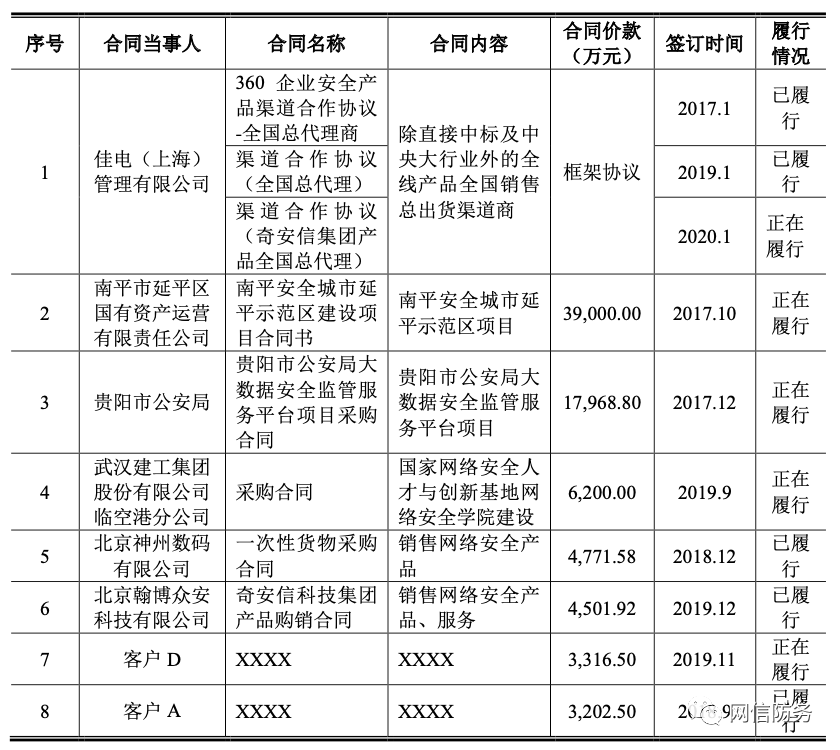 序号 合同当事人 合同名称 合同内容 合同价款（万元） 签订时间 履行情况
1 佳电（上海）管理有限公司 360 企业安全产品渠道合作协议-全国总代理商 除直接中标及中央大行业外的全线产品全国销售总出货渠道商 框架协议 2017.1 已履行
渠道合作协议（全国总代理） 2019.1 已履行
渠道合作协议（奇安信集团产品全国总代理） 2020.1 正在履行
2 南平市延平区国有资产运营有限责任公司 南平安全城市延平示范区建设项目合同书 南平安全城市延平示范区项目 39,000.00 2017.10 正在履行
3 贵阳市公安局 贵阳市公安局大数据安全监管服务平台项目采购合同 贵阳市公安局大数据安全监管服务平台项目 17,968.80 2017.12 正在履行
4 武汉建工集团股份有限公司临空港分公司 采购合同 国家网络安全人才与创新基地网络安全学院建设 6,200.00 2019.9 正在履行
5 北京神州数码有限公司 一次性货物采购合同 销售网络安全产品 4,771.58 2018.12 已履行
6 北京翰博众安科技有限公司 奇安信科技集团产品购销合同 销售网络安全产品、服务 4,501.92 2019.12 已履行
7 客户 D XXXX XXXX 3,316.50 2019.11 正在履行
8 客户 A XXXX XXXX 3,202.50 已履行
网信防务